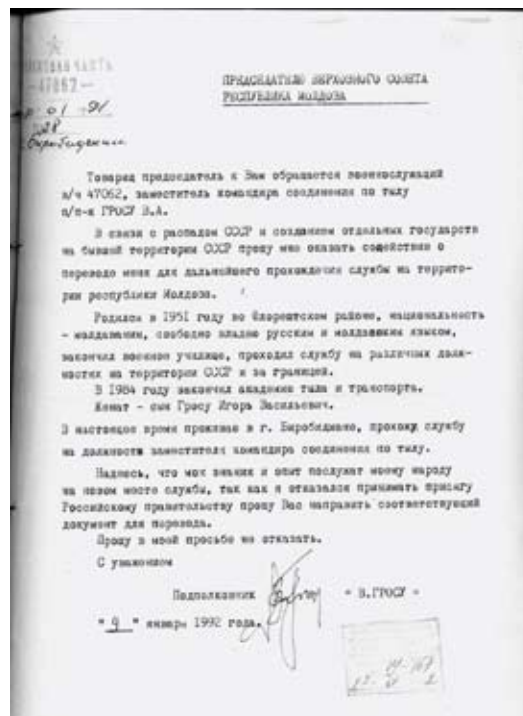 ВОЕННАЯ ЧАСТЬ
—47062—
01
Биробиджан
ПРЕДСЕДАТЕЛЮ ВЕРХОВНОГО СОВЕТА
РЕСПУБЛИКА МОЛДОВА
Товарищ председатель к Вам обращается военнослужащий
в/ч 47062, заместитель командира соединения по тылу
п/п-к ГРОСУ В.А.
В связи с распадом СССР и созданием отдельных государств
на бывшей территории СССР прошу мне оказать содействие о
переводе меня для дальнейшего прохождения службы на террито-
рии республики Молдова.
Родился в 1951 году во Флорештском районе, национальность
- молдаванин, свободно владею русским и молдавским языком,
закончил военное училище, проходил службу на различных долж-
ностях на территории СССР и за границей.
В 1984 году закончил академию тыла и транспорта.
Женат - сын Гросу Игорь Васильевич.
В настоящее время проживаю в г. Биробиджане, прохожу службу
на должности заместителя командира соединения по тылу.
Надеюсь, что мои знания и опыт послужат моему народу
на новом месте службы, так как я отказался принимать присягу
Российскому правительству прошу Вас направить соответствующий
документ для перевода.
Прошу в моей просьбе не отказать.
С уважением
Подполковник - В.ГРОСУ -
" 9 " января 1992 года.